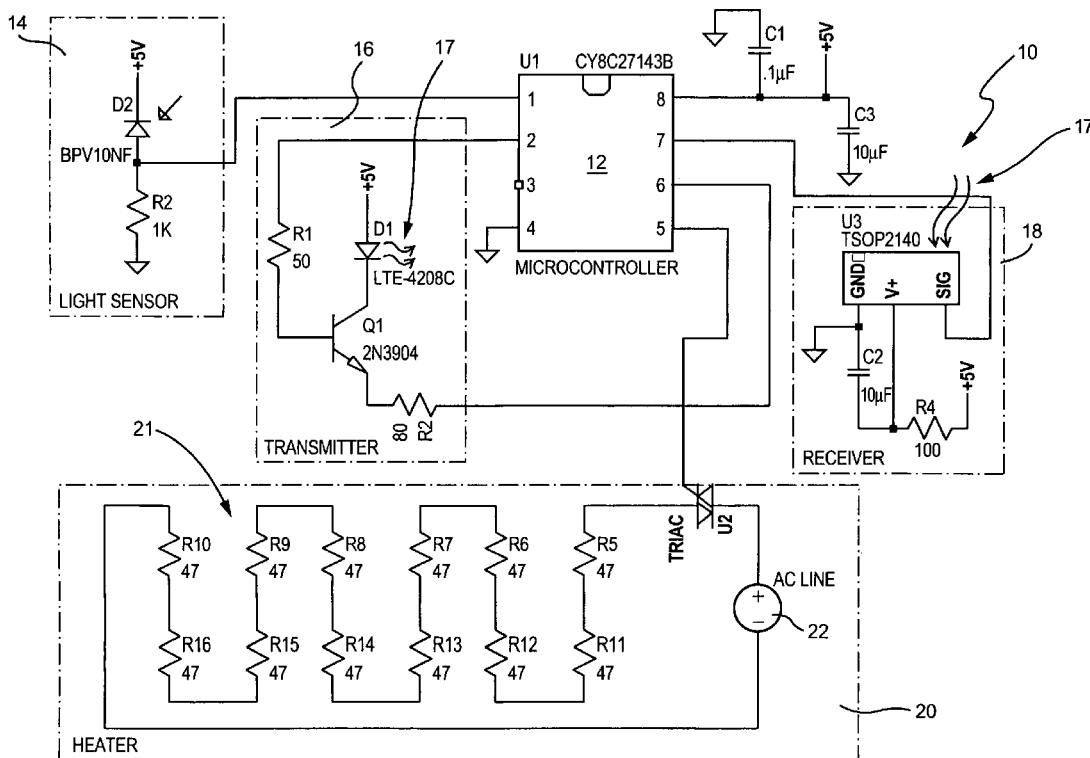 14
+5V
D2
BPV10NF
R2
1K
LIGHT SENSOR
16
17
R1
50
+5V
D1
LTE-4208C
Q1
2N3904
80
R2
TRANSMITTER
U1
CY8C27143B
1
2
3
4
8
7
6
5
12
MICROCONTROLLER
C1
.1µF
+5V
C3
10µF
10
17
U3
TSOP2140
GND
V+
SIG
18
C2
10µF
+5V
R4
100
RECEIVER
21
TRIAC
U2
R10
47
R9
47
R8
47
R7
47
R6
47
R5
47
R16
47
R15
47
R14
47
R13
47
R12
47
R11
47
AC LINE
+
−
22
20
HEATER